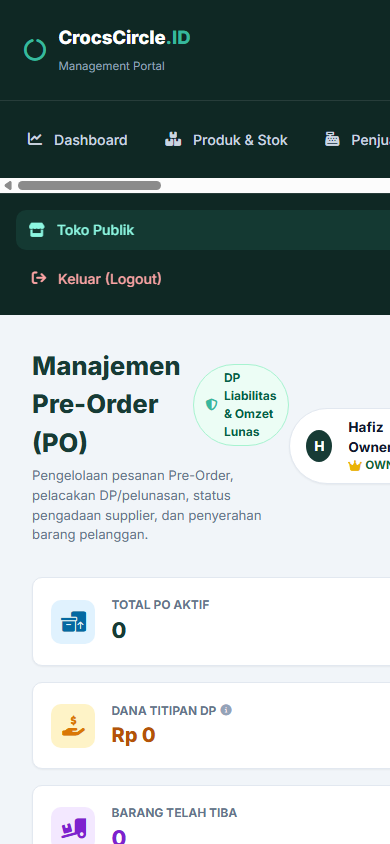 CrocsCircle.ID
Management Portal
Dashboard
Produk & Stok
Toko Publik
Keluar (Logout)
Manajemen
Pre-Order
(PO)
DP
Liabilitas
& Omzet
Lunas
H
Hafiz
Pengelolaan pesanan Pre-Order,
pelacakan DP/pelunasan, status
pengadaan supplier, dan penyerahan
barang pelanggan.
TOTAL PO AKTIF
0
DANA TITIPAN DP
Rp 0
BARANG TELAH TIBA
0